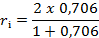 rᵢ = (2 x 0,706) / (1 + 0,706)